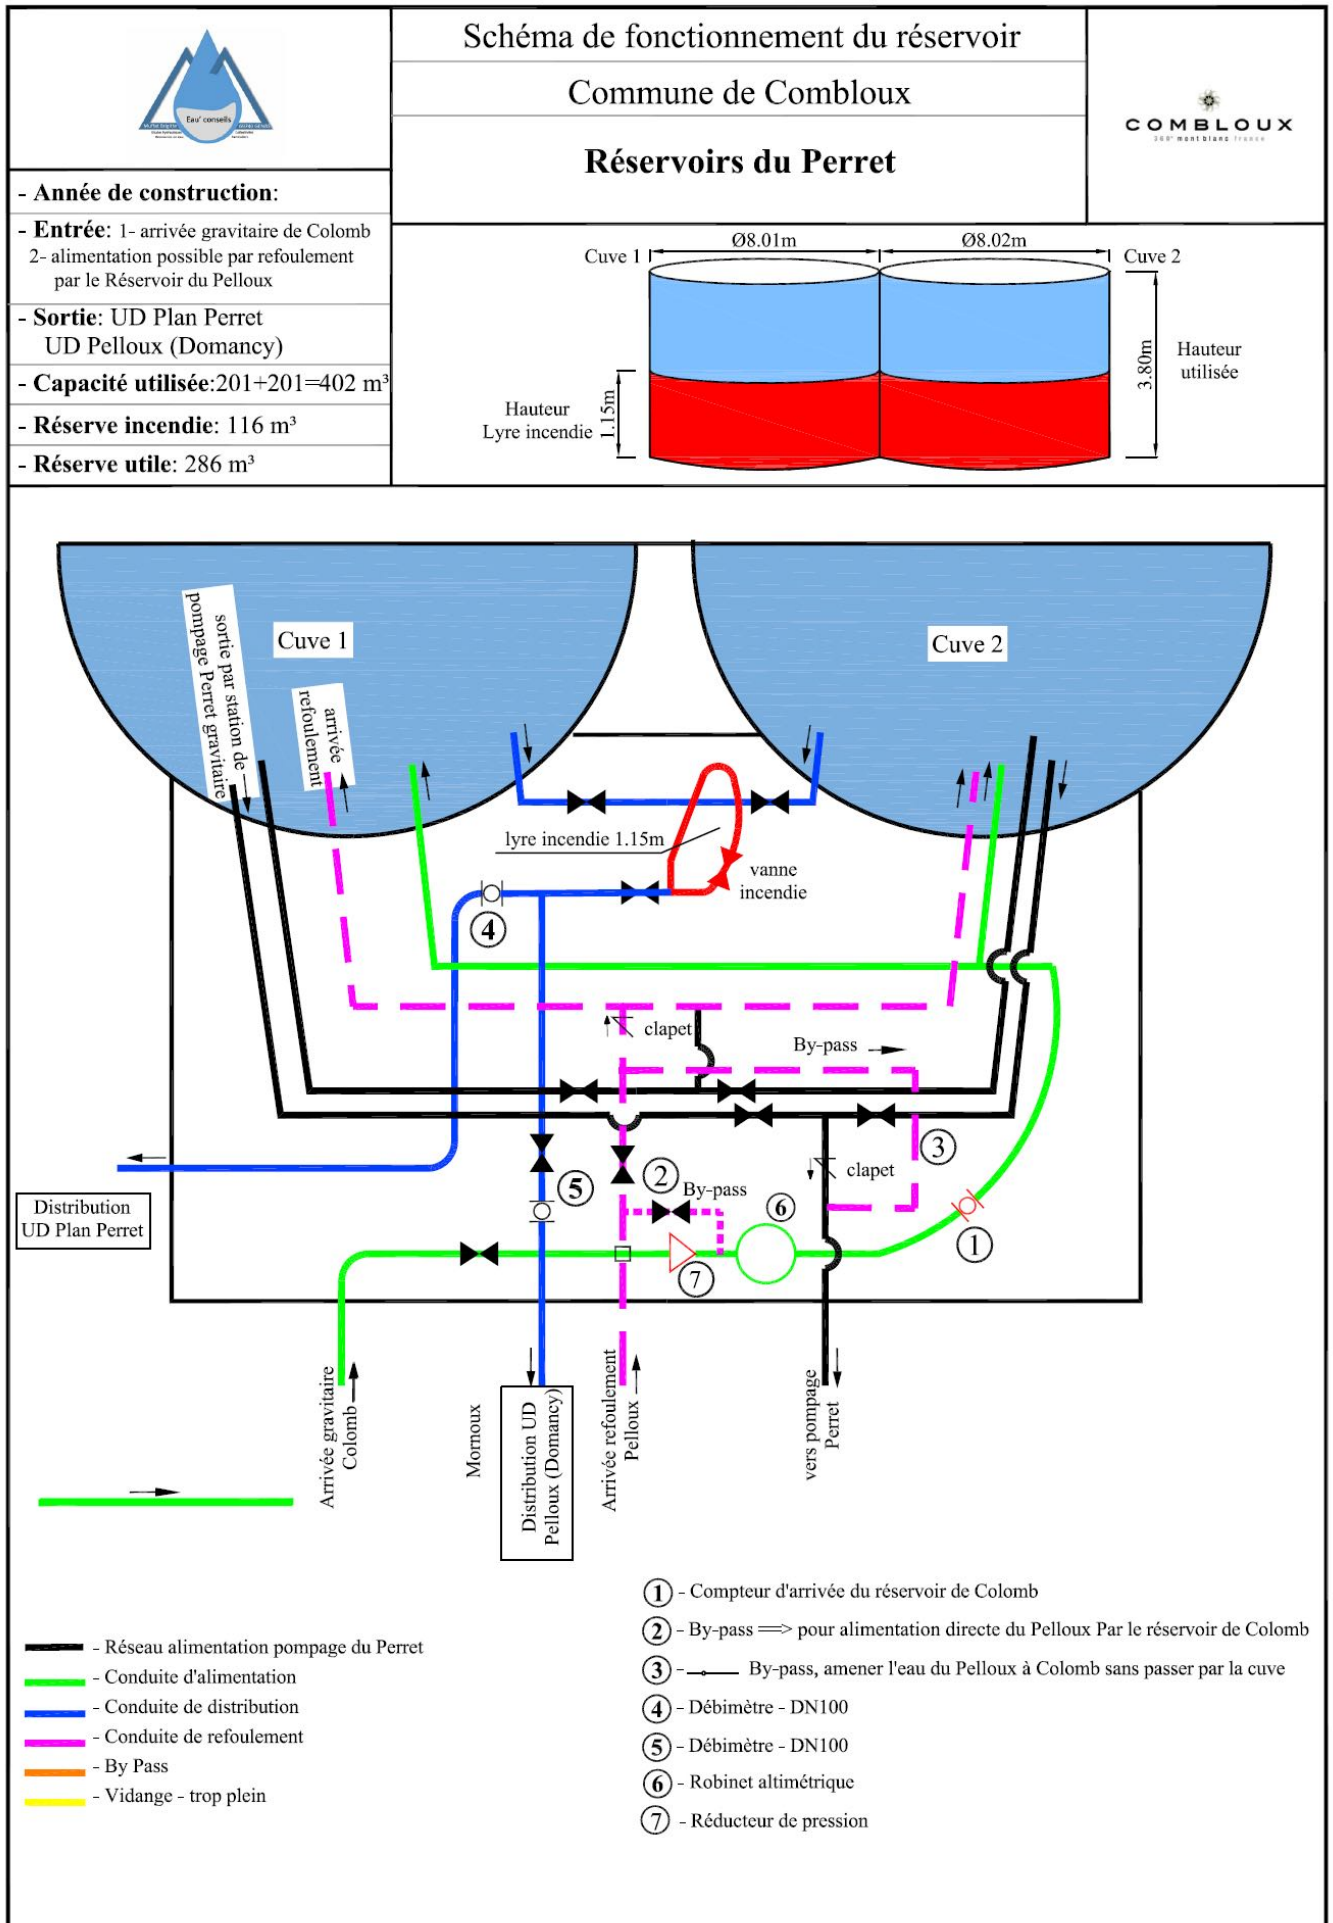 Schéma de fonctionnement du réservoir
Commune de Combloux
Réservoirs du Perret
Eau' conseils
COMBLOUX
360° mont blanc france
- Année de construction:
- Entrée: 1- arrivée gravitaire de Colomb
2- alimentation possible par refoulement
par le Réservoir du Pelloux
- Sortie: UD Plan Perret
UD Pelloux (Domancy)
- Capacité utilisée:201+201=402 m³
- Réserve incendie: 116 m³
- Réserve utile: 286 m³
Ø8.01m
Ø8.02m
Cuve 1
Cuve 2
3.80m
Hauteur
utilisée
1.15m
Hauteur
Lyre incendie
sortie par station de
pompage Perret gravitaire
Cuve 1
Cuve 2
arrivée
refoulement
lyre incendie 1.15m
vanne
incendie
4
clapet
By-pass
3
clapet
2
By-pass
5
6
1
7
Distribution
UD Plan Perret
Arrivée gravitaire
Colomb
Mornoux
Distribution UD
Pelloux (Domancy)
Arrivée refoulement
Pelloux
vers pompage
Perret
- Réseau alimentation pompage du Perret
- Conduite d'alimentation
- Conduite de distribution
- Conduite de refoulement
- By Pass
- Vidange - trop plein
1 - Compteur d'arrivée du réservoir de Colomb
2 - By-pass ⟹ pour alimentation directe du Pelloux Par le réservoir de Colomb
3 - By-pass, amener l'eau du Pelloux à Colomb sans passer par la cuve
4 - Débimètre - DN100
5 - Débimètre - DN100
6 - Robinet altimétrique
7 - Réducteur de pression